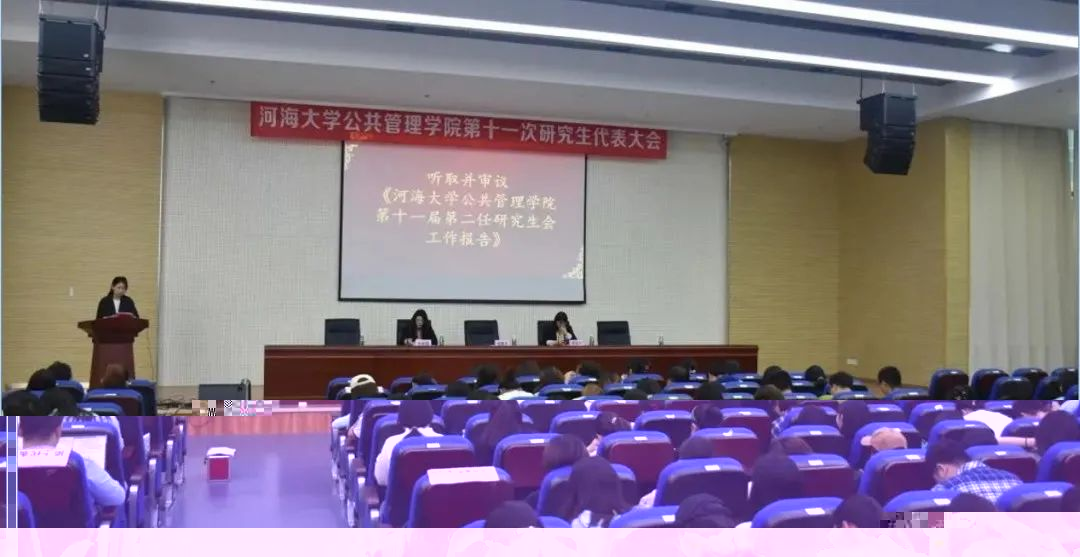 河海大学公共管理学院第十一次研究生代表大会
听取并审议
《河海大学公共管理学院
第十一届第二任研究生会
工作报告》